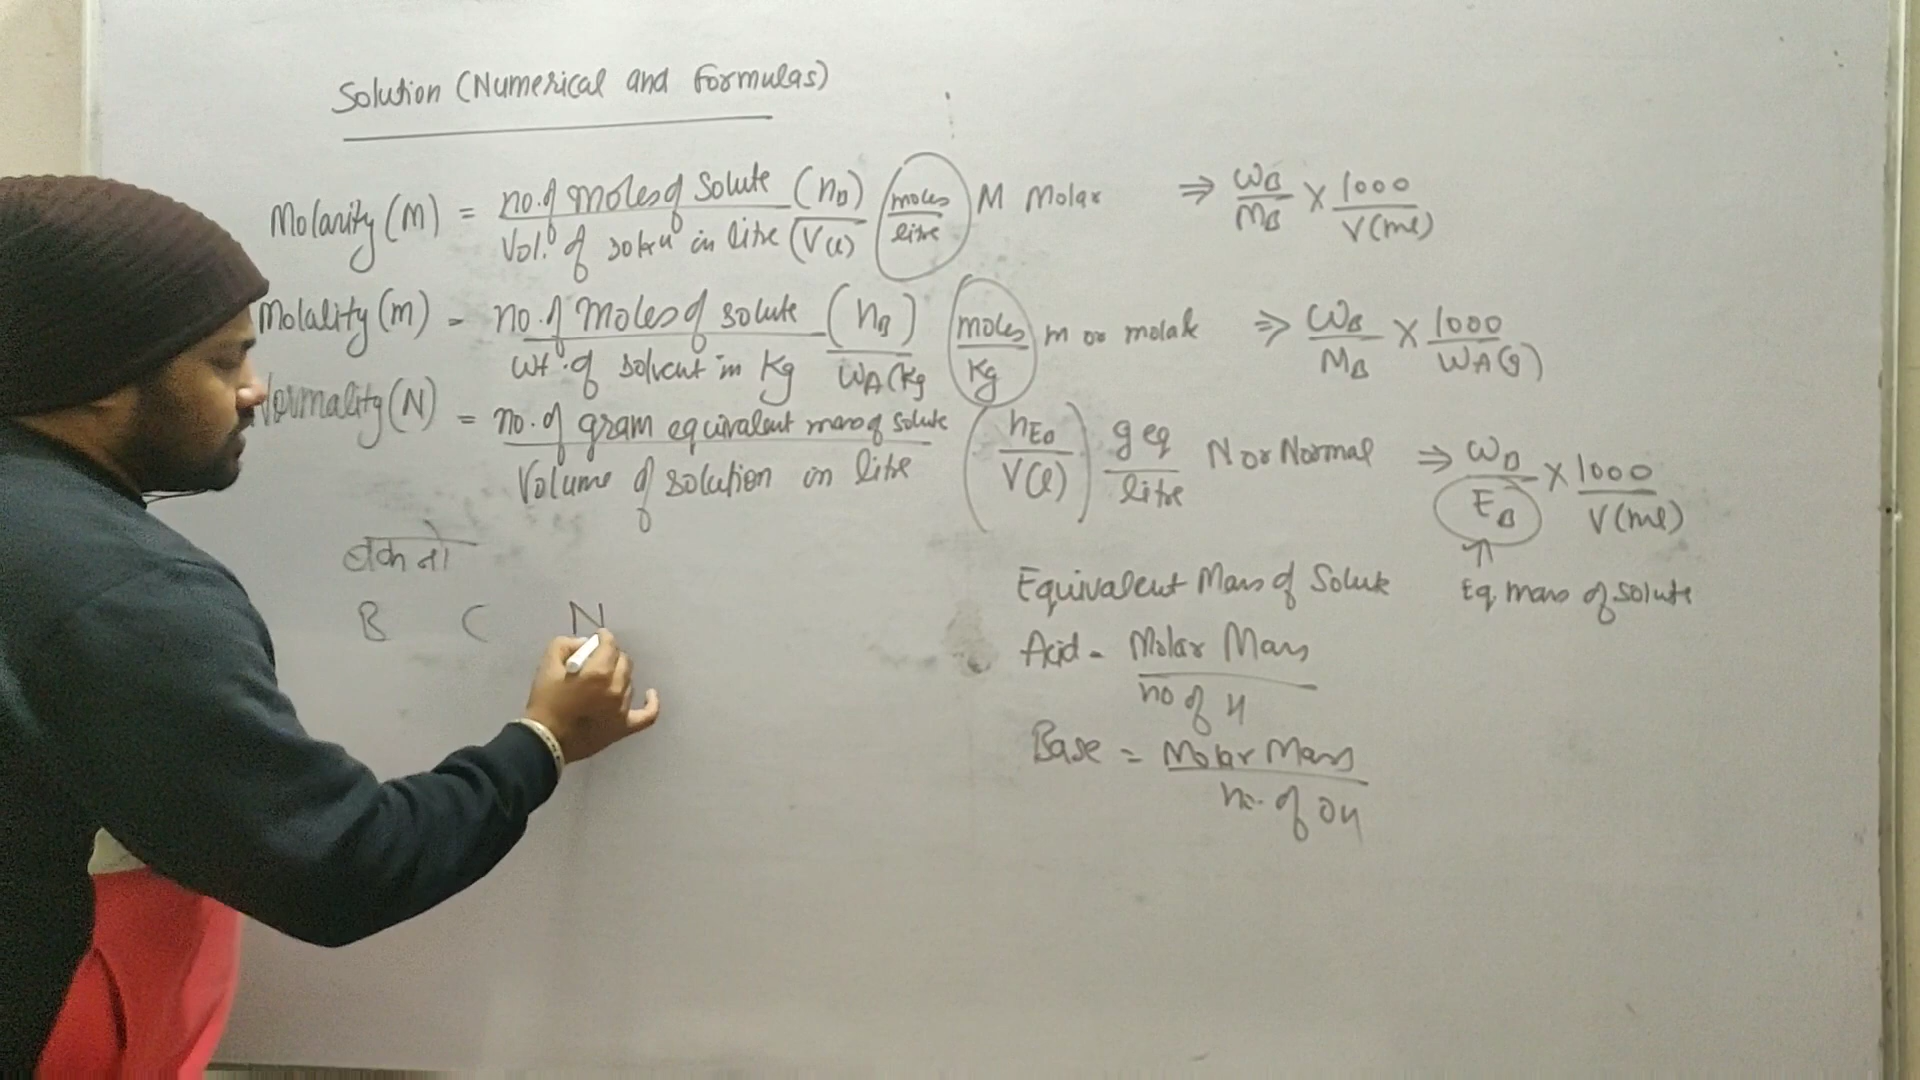 Solution (Numerical and Formulas)
Molarity (M) = no. of moles of solute (nB) / Vol. of solun in litre (V(l)) (moles/litre) M Molar ⇒ WB/MB × 1000/V(ml)
Molality (m) - no. of moles of solute (nB) / wt. of solvent in Kg WA(Kg (moles/Kg) m or molal ⇒ WB/MB × 1000/WA(g)
Normality (N) = no. of gram equivalent mass of solute / Volume of solution in litre (nEB/V(l)) g eq/litre N or Normal ⇒ WB/EB × 1000/V(ml)
↑
Eq. mass of solute
Equivalent Mass of Solute
Acid - Molar Mass / no of H
Base = Molar Mass / no. of OH
बकनो
B C N